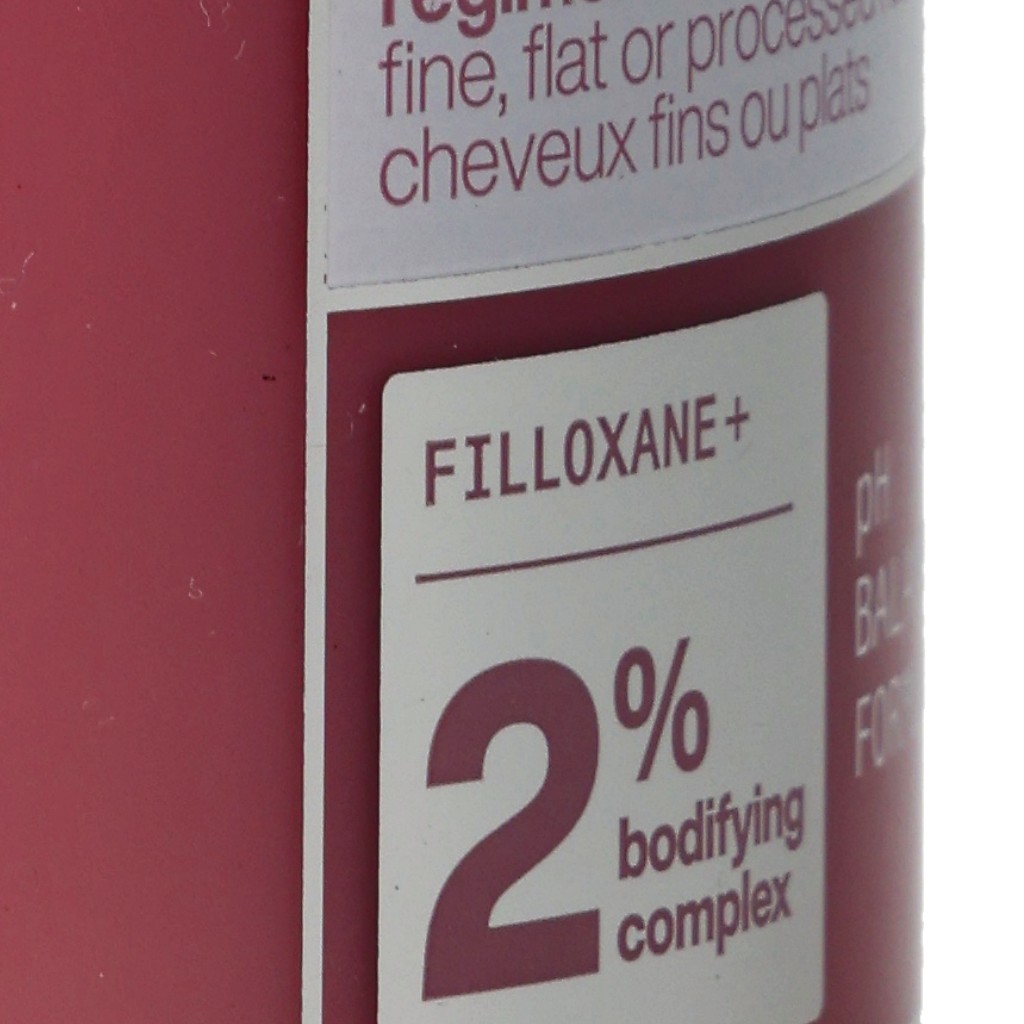 fine, flat or processed
cheveux fins ou plats
FILLOXANE+
2%
bodifying
complex
pH